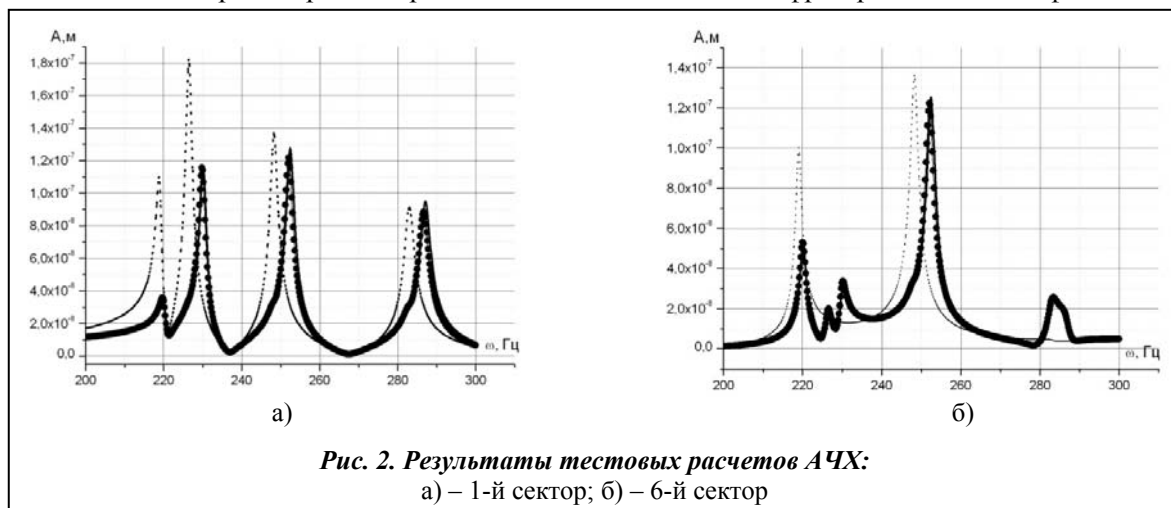 А,м
1,8x10⁻⁷
1,6x10⁻⁷
1,4x10⁻⁷
1,2x10⁻⁷
1,0x10⁻⁷
8,0x10⁻⁸
6,0x10⁻⁸
4,0x10⁻⁸
2,0x10⁻⁸
0,0
ω, Гц
200 220 240 260 280 300
а)
А,м
1,4x10⁻⁷
1,2x10⁻⁷
1,0x10⁻⁷
8,0x10⁻⁸
6,0x10⁻⁸
4,0x10⁻⁸
2,0x10⁻⁸
0,0
ω, Гц
200 220 240 260 280 300
б)
Рис. 2. Результаты тестовых расчетов АЧХ:
а) – 1-й сектор; б) – 6-й сектор